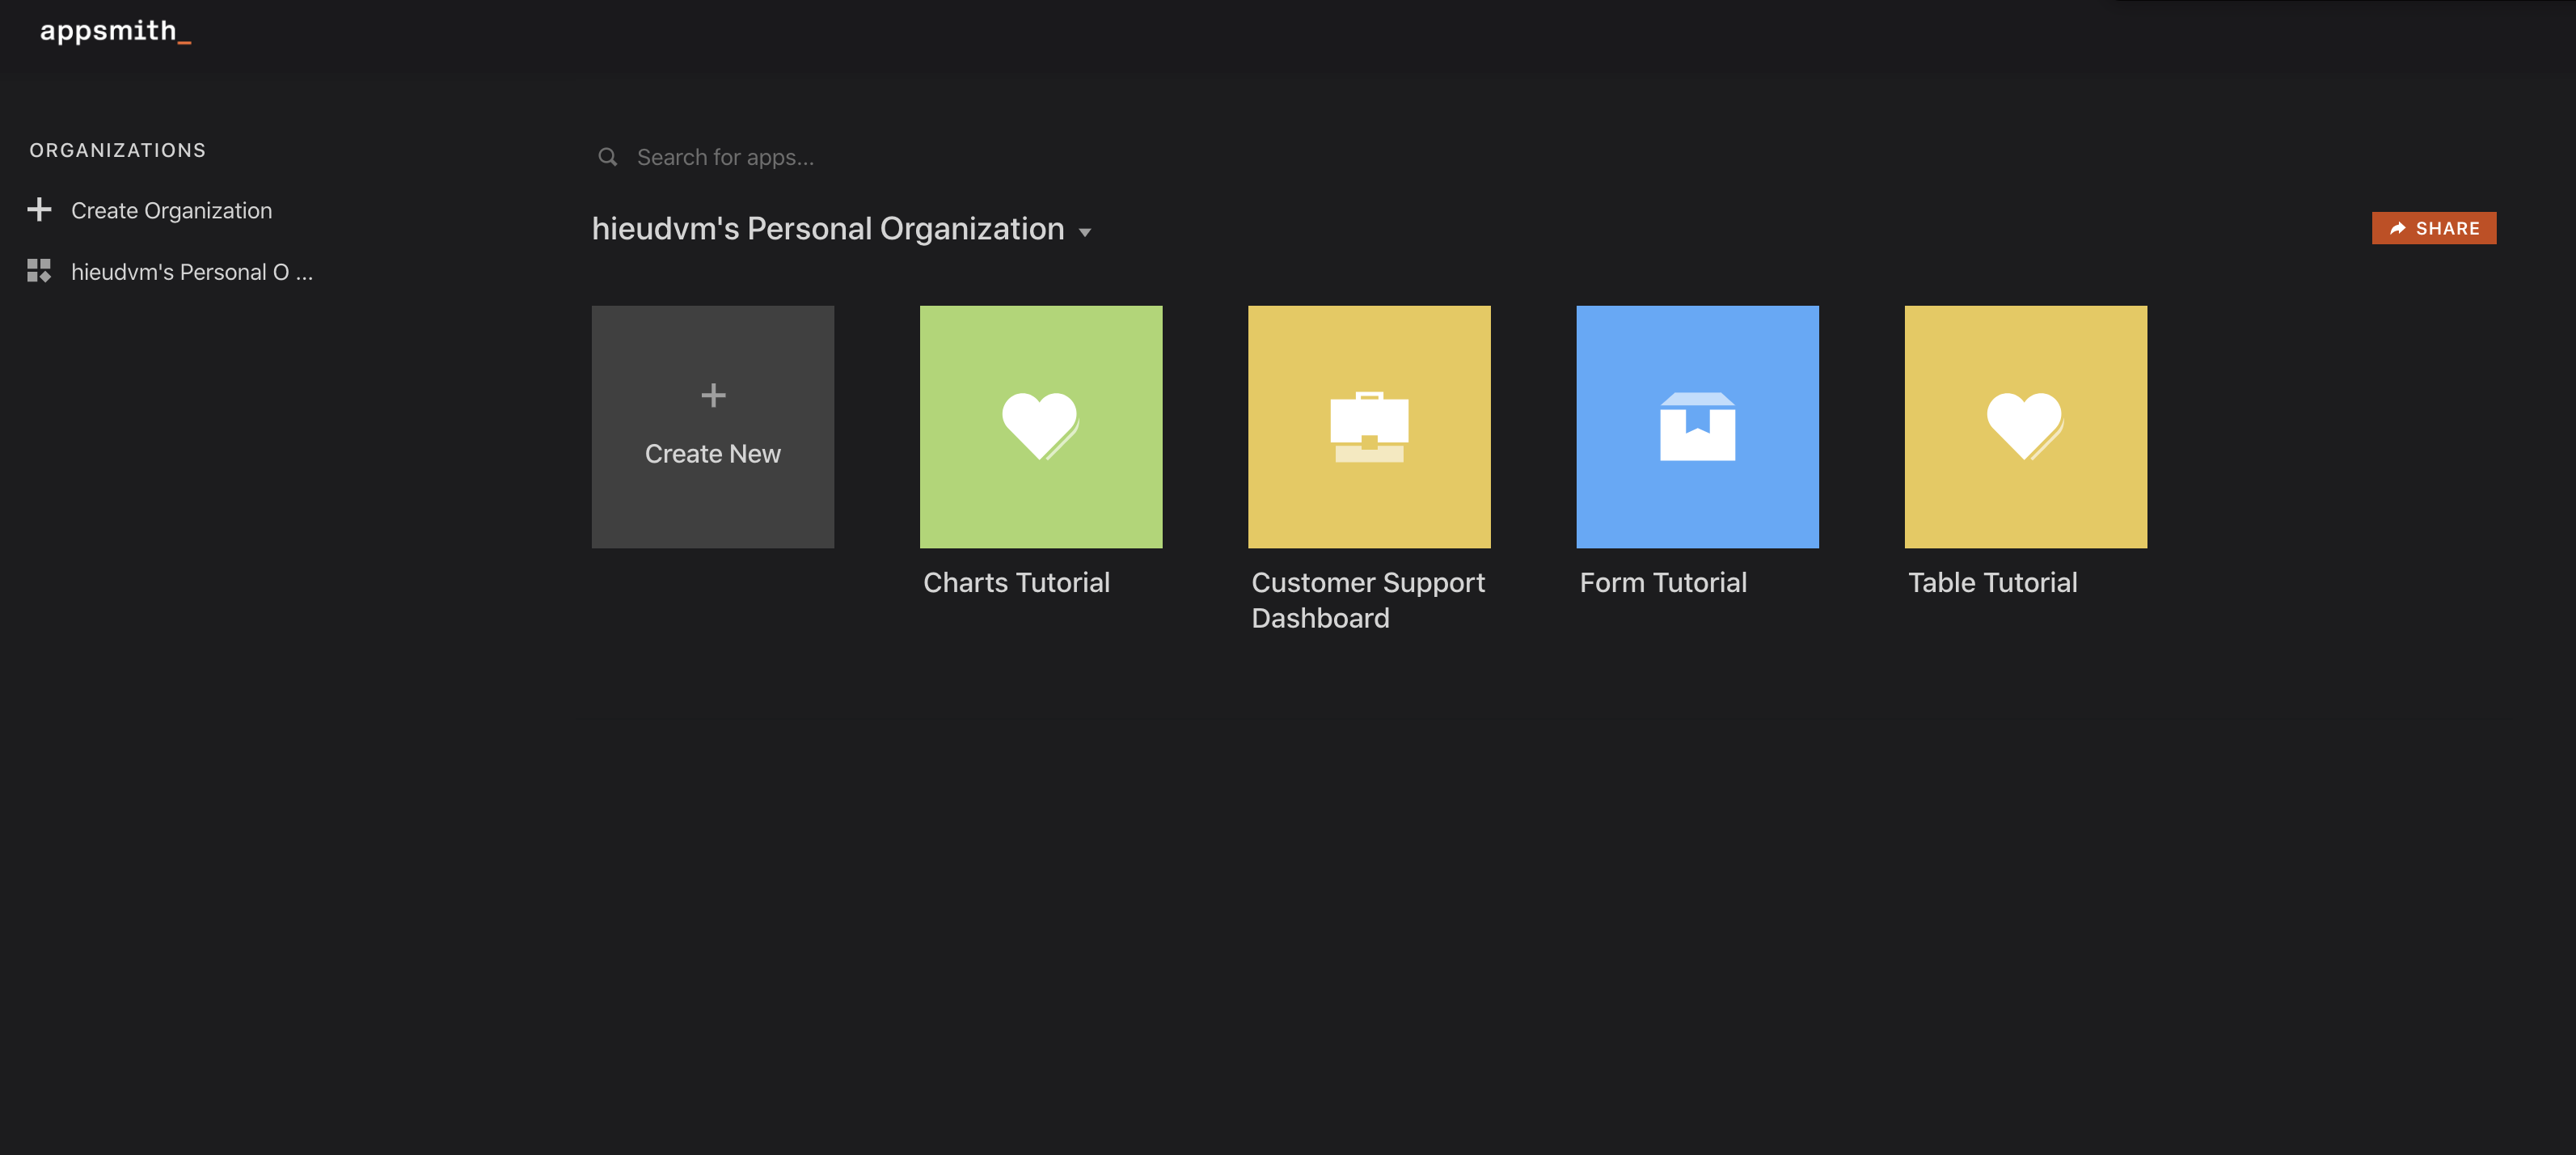 appsmith_
ORGANIZATIONS
Create Organization
hieudvm's Personal O ...
Search for apps...
hieudvm's Personal Organization
SHARE
Create New
Charts Tutorial
Customer Support
Dashboard
Form Tutorial
Table Tutorial